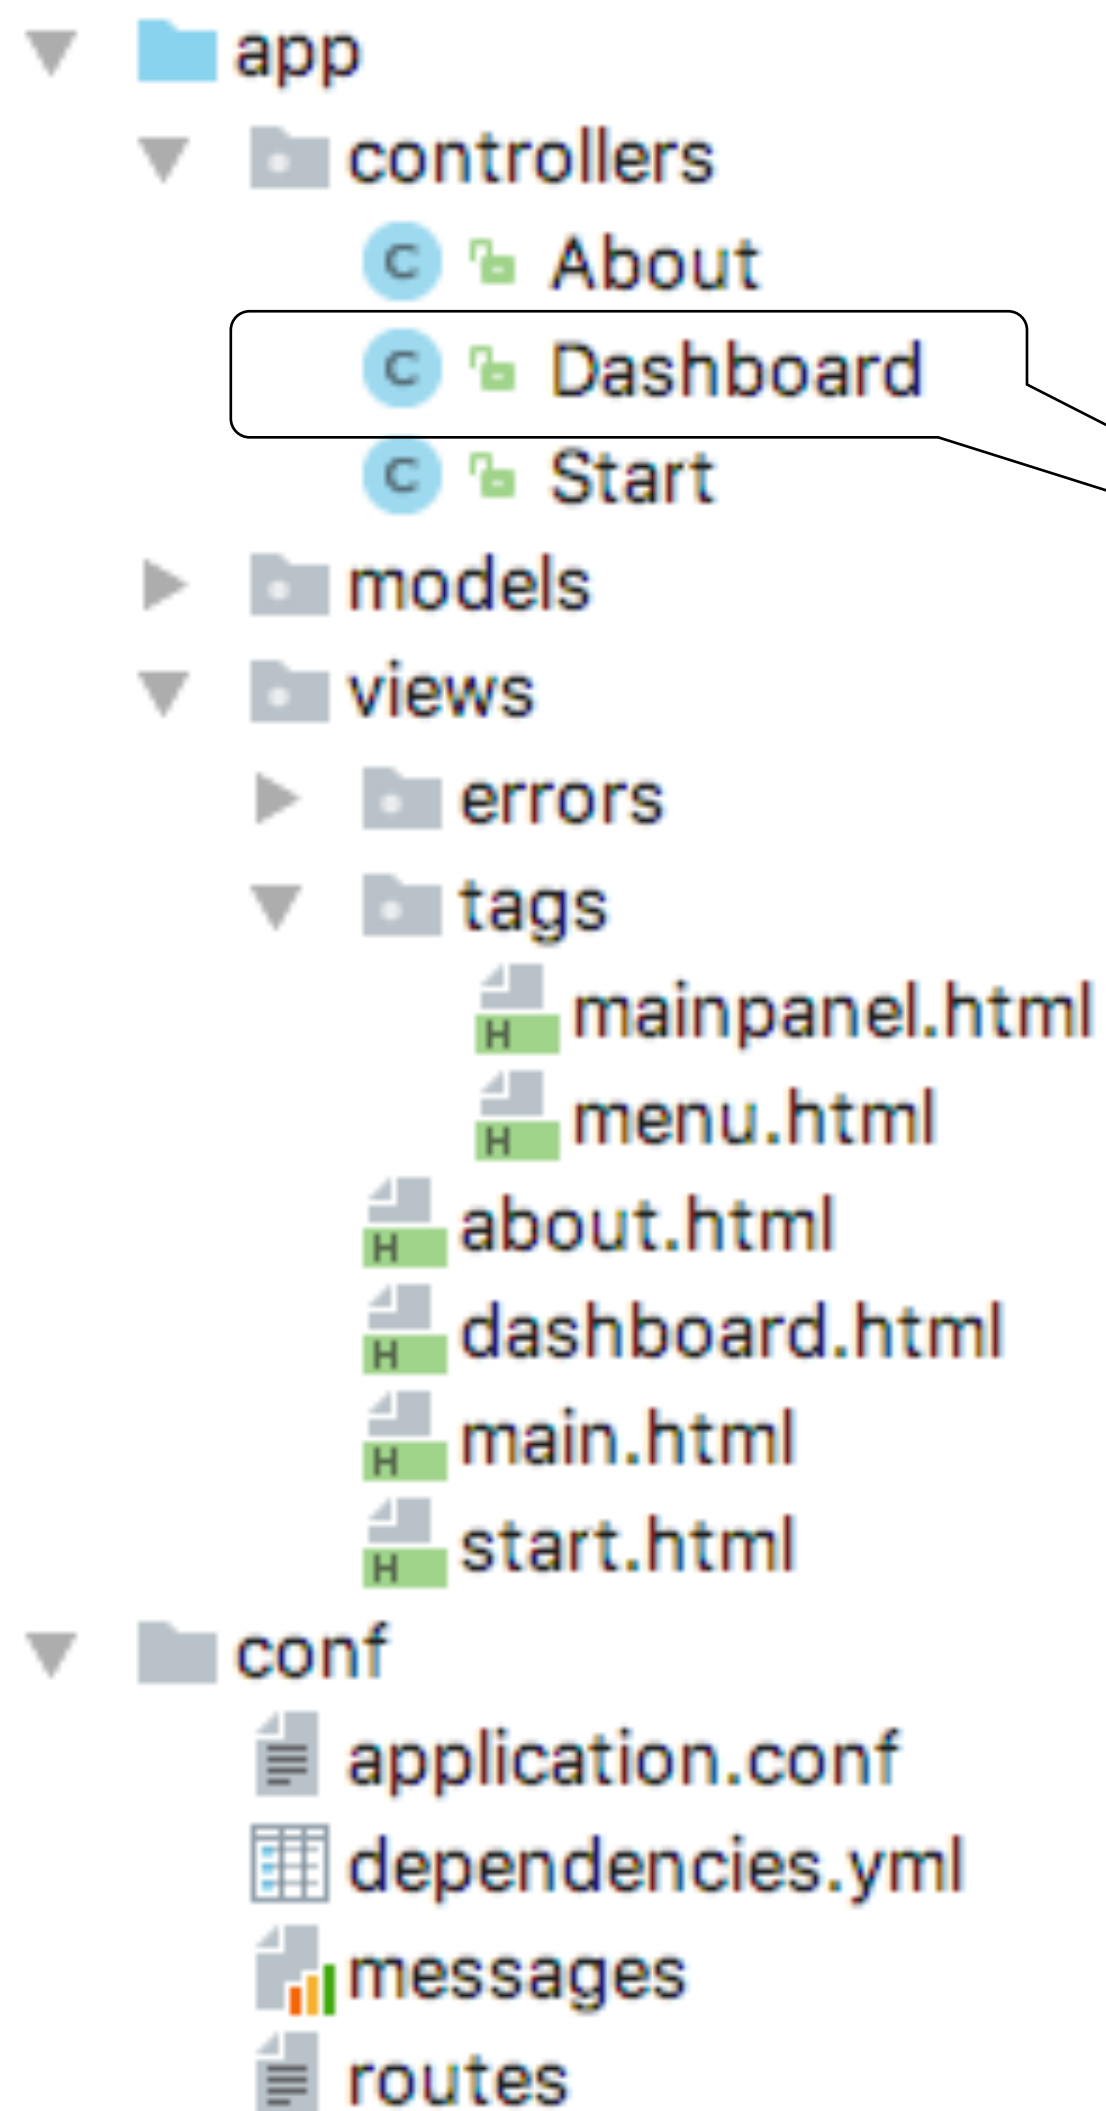 app
controllers
C About
C Dashboard
C Start
models
views
errors
tags
H mainpanel.html
H menu.html
H about.html
H dashboard.html
H main.html
H start.html
conf
application.conf
dependencies.yml
messages
routes